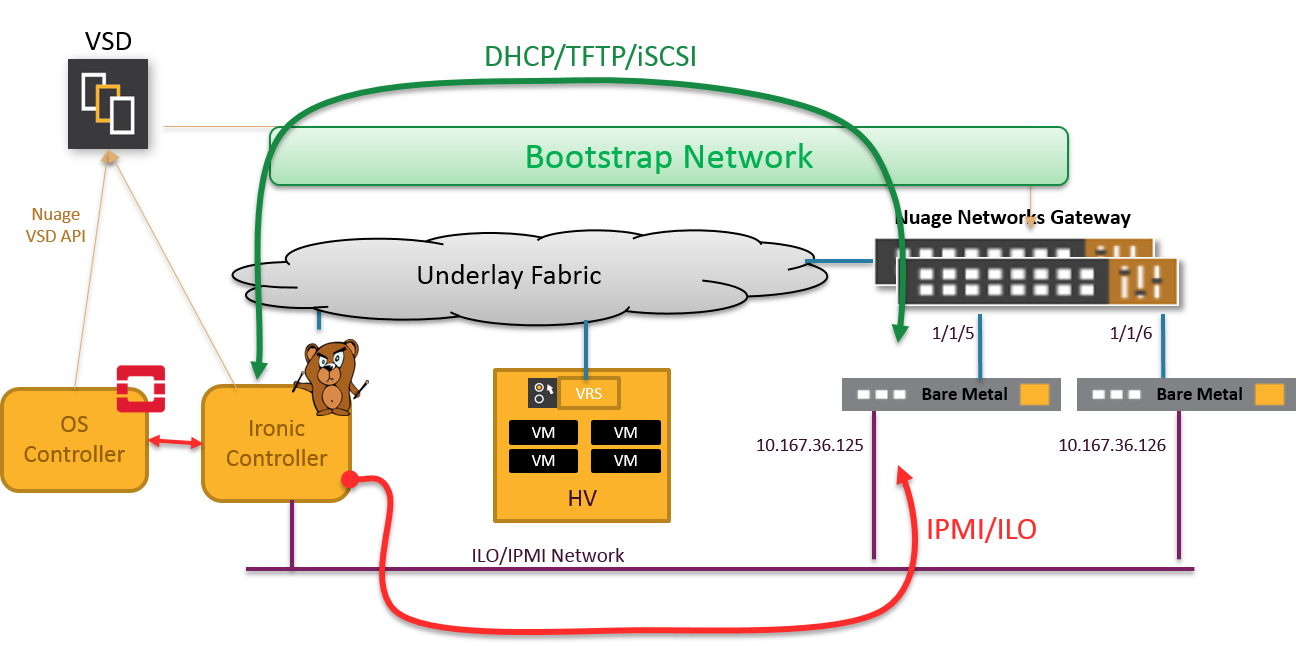 VSD
DHCP/TFTP/iSCSI
Bootstrap Network
Nuage
VSD API
Nuage Networks Gateway
Underlay Fabric
1/1/5
1/1/6
VRS
Bare Metal
Bare Metal
OS
Controller
Ironic
Controller
VM
VM
VM
VM
HV
10.167.36.125
10.167.36.126
IPMI/ILO
ILO/IPMI Network